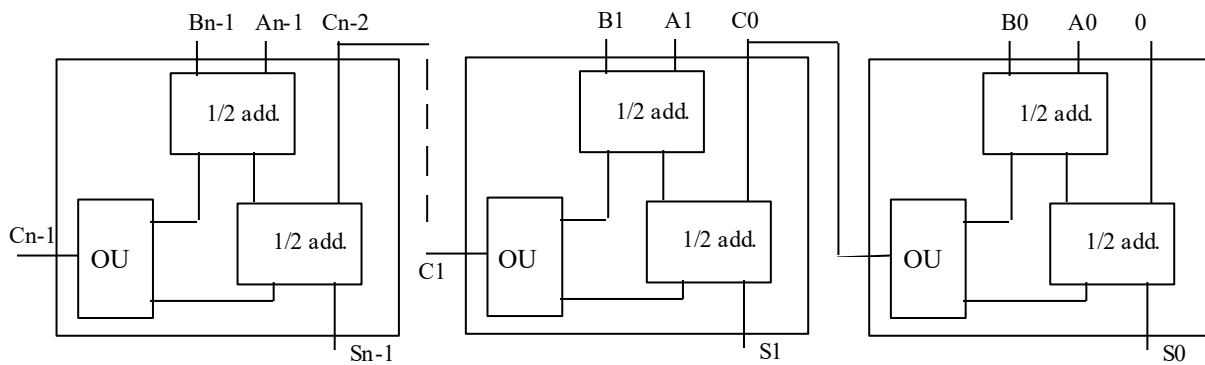 Bn-1 An-1 Cn-2 B1 A1 C0 B0 A0 0
1/2 add. 1/2 add. 1/2 add.
OU 1/2 add. OU 1/2 add. OU 1/2 add.
Cn-1 C1
Sn-1 S1 S0